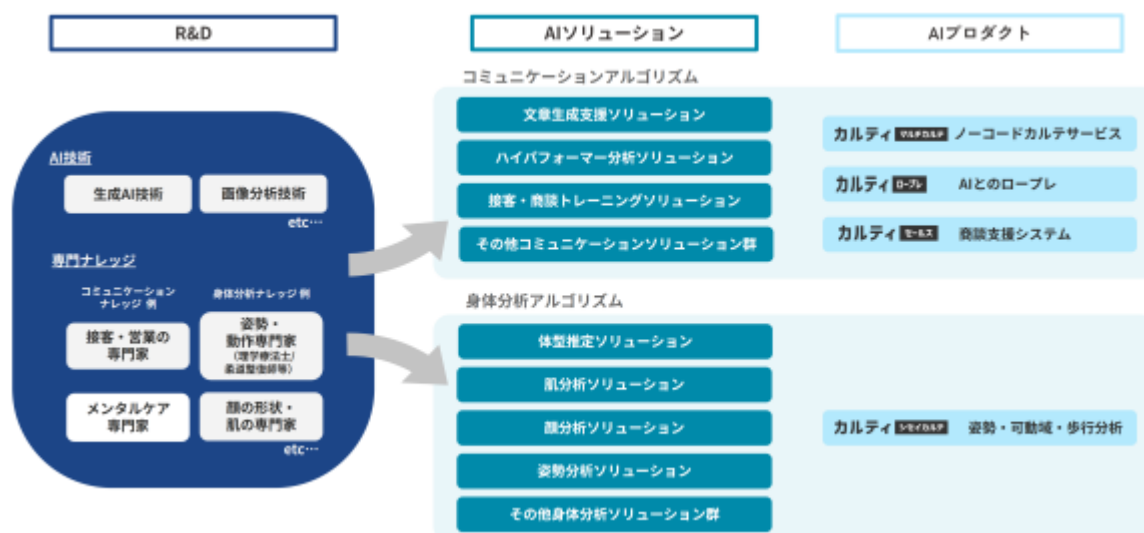 R&D
AIソリューション
AIプロダクト
AI技術
生成AI技術
画像分析技術
etc…
専門ナレッジ
コミュニケーション
ナレッジ 例
身体分析ナレッジ 例
接客・営業の
専門家
姿勢・
動作専門家
(理学療法士/
柔道整復師等)
メンタルケア
専門家
顔の形状・
肌の専門家
etc…
コミュニケーションアルゴリズム
文章生成支援ソリューション
ハイパフォーマー分析ソリューション
接客・商談トレーニングソリューション
その他コミュニケーションソリューション群
カルティ マルチカルテ ノーコードカルテサービス
カルティ ロープレ AIとのロープレ
カルティ セールス 商談支援システム
身体分析アルゴリズム
体型推定ソリューション
肌分析ソリューション
顔分析ソリューション
姿勢分析ソリューション
その他身体分析ソリューション群
カルティ シセイカルテ 姿勢・可動域・歩行分析